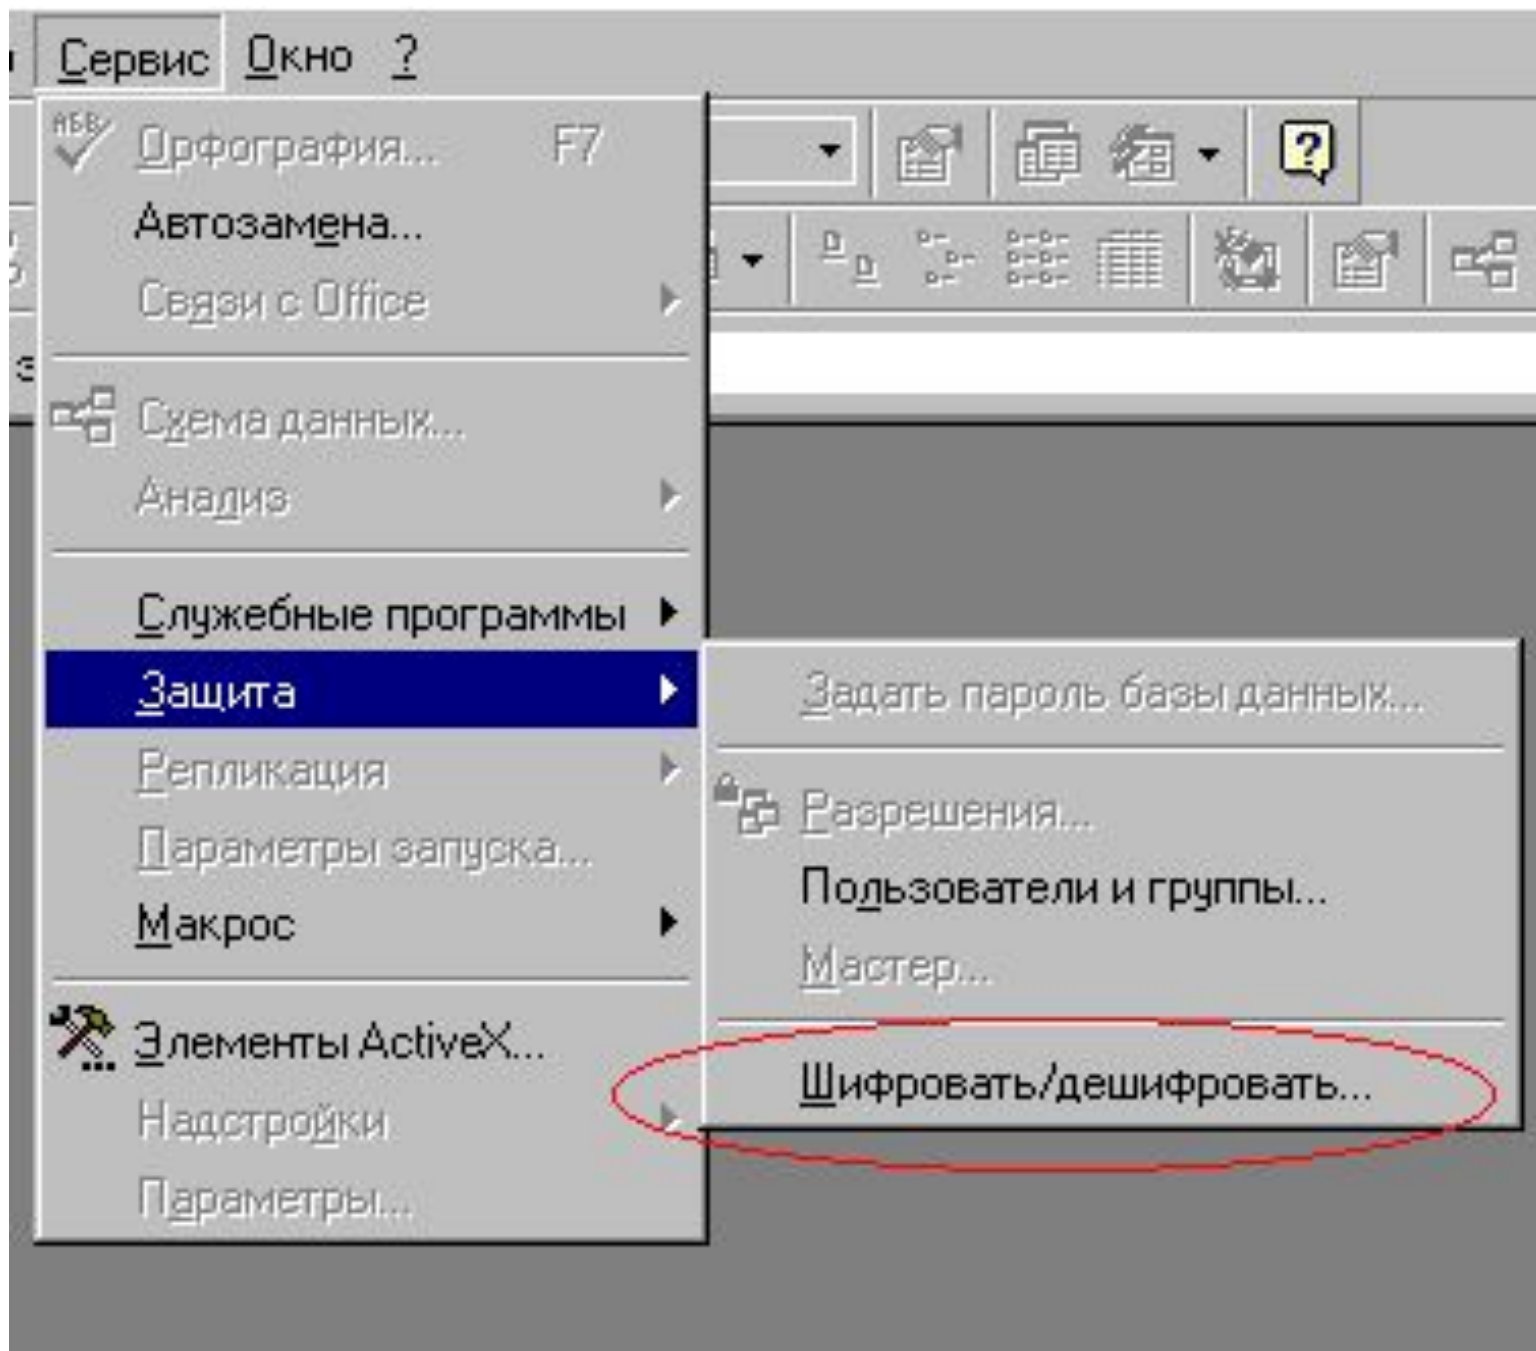 Сервис Окно ?
Орфография... F7
Автозамена...
Связи с Office
Схема данных...
Анализ
Служебные программы
Защита
Репликация
Параметры запуска...
Макрос
Элементы ActiveX...
Надстройки
Параметры...
Задать пароль базы данных...
Разрешения...
Пользователи и группы...
Мастер...
Шифровать/дешифровать...